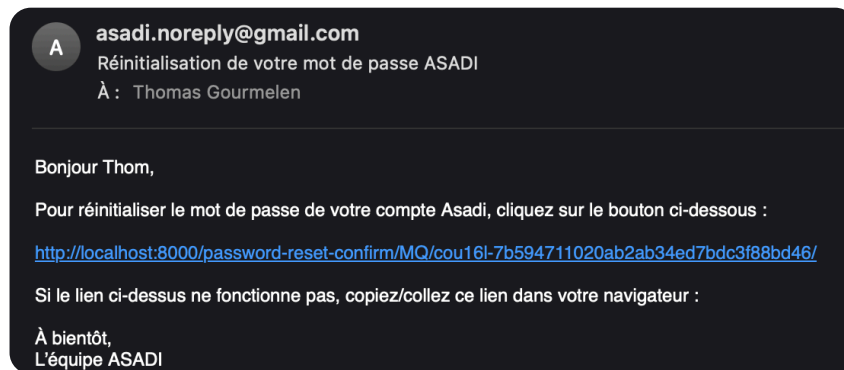 A
asadi.noreply@gmail.com
Réinitialisation de votre mot de passe ASADI
À : Thomas Gourmelen
Bonjour Thom,
Pour réinitialiser le mot de passe de votre compte Asadi, cliquez sur le bouton ci-dessous :
http://localhost:8000/password-reset-confirm/MQ/cou16l-7b594711020ab2ab34ed7bdc3f88bd46/
Si le lien ci-dessus ne fonctionne pas, copiez/collez ce lien dans votre navigateur :
À bientôt,
L’équipe ASADI